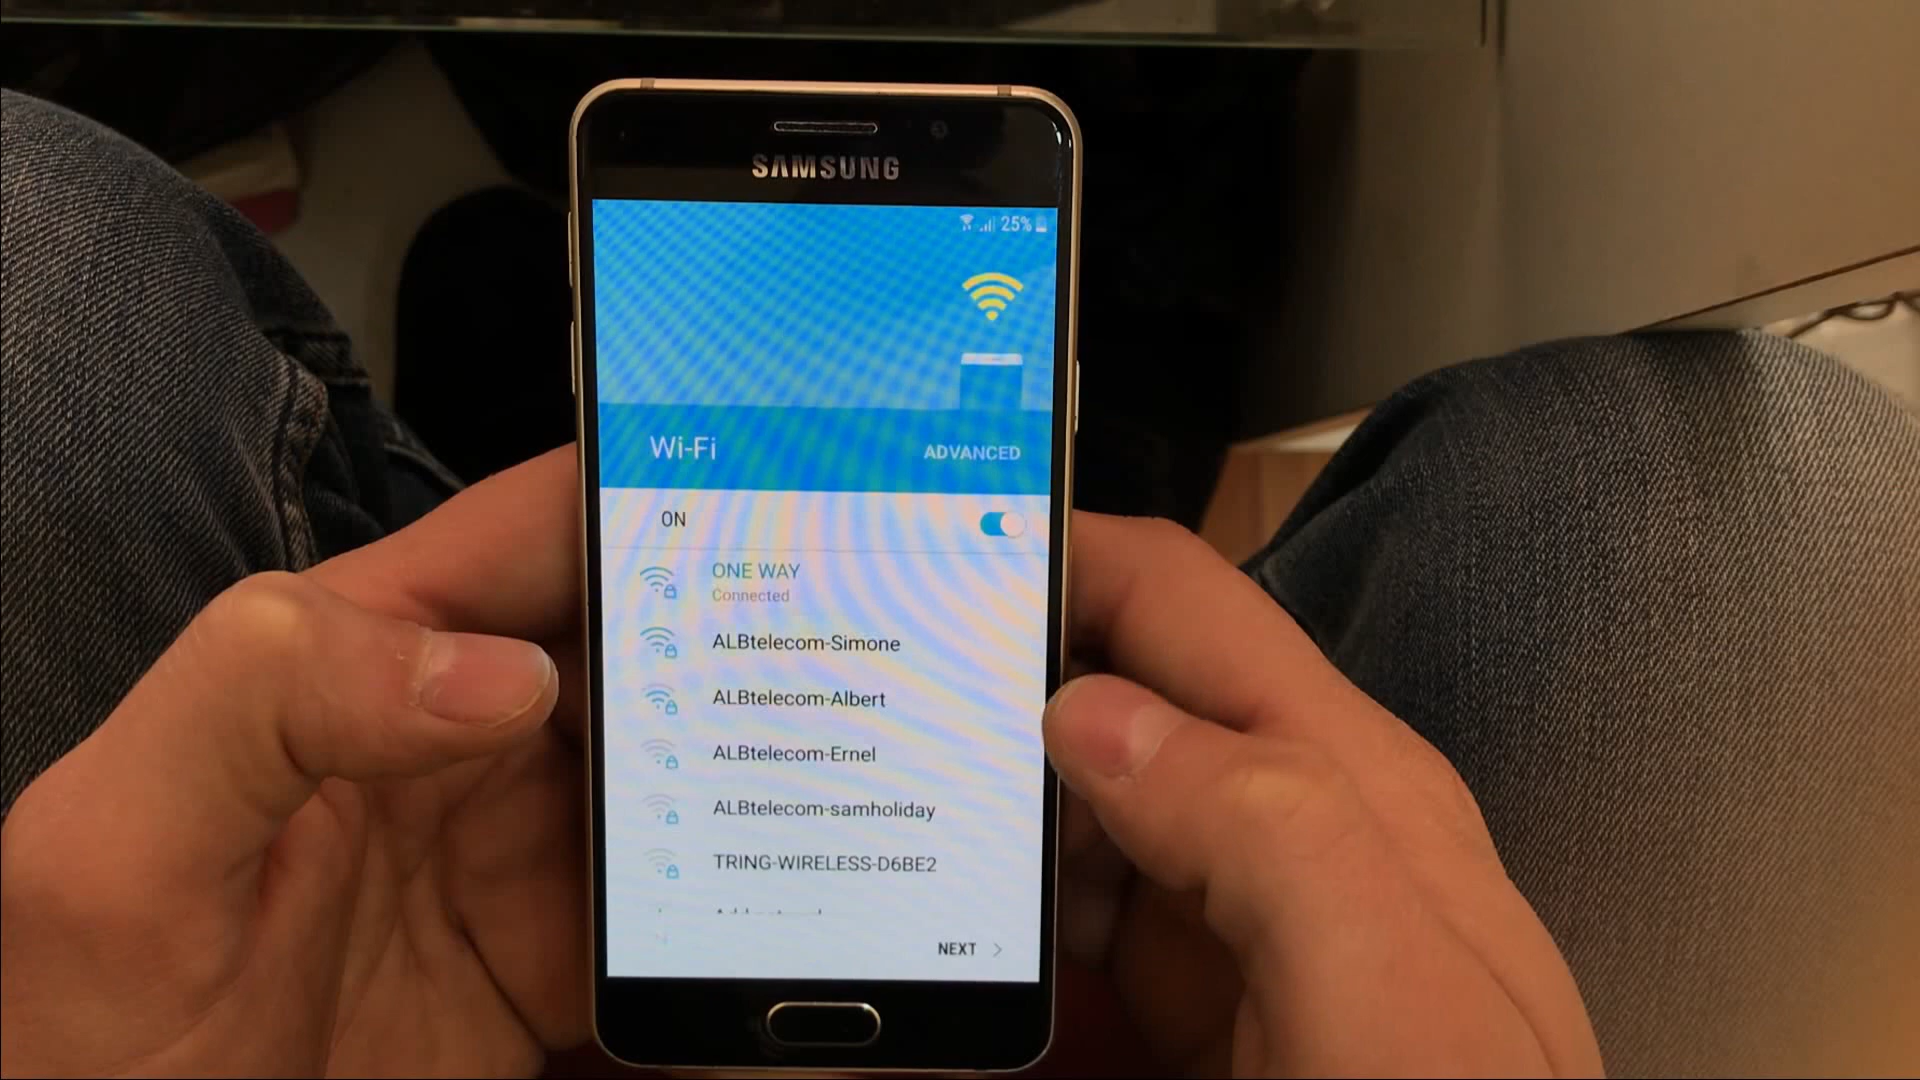 SAMSUNG
25%
Wi-Fi
ADVANCED
ON
ONE WAY
Connected
ALBtelecom-Simone
ALBtelecom-Albert
ALBtelecom-Ernel
ALBtelecom-samholiday
TRING-WIRELESS-D6BE2
NEXT